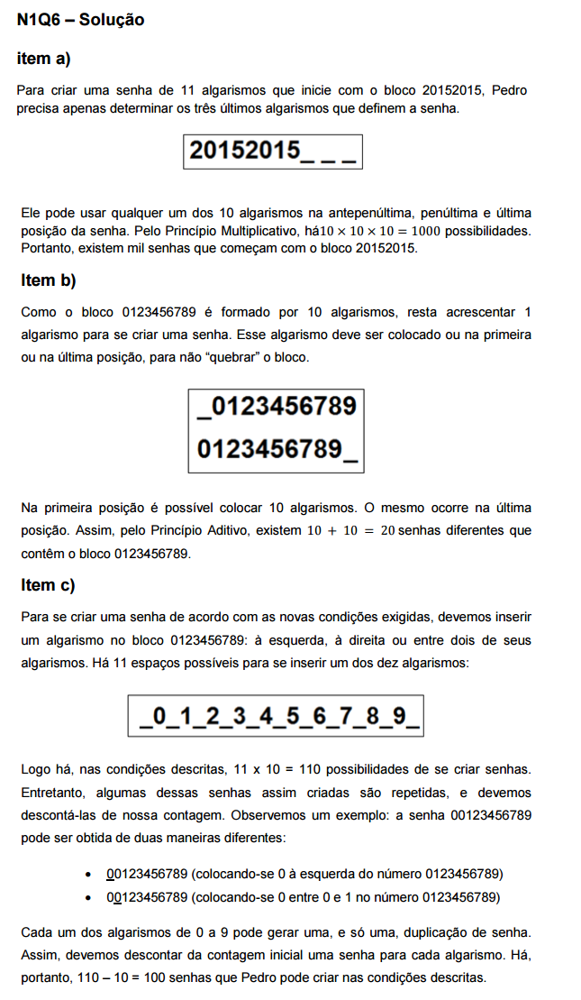 N1Q6 – Solução
item a)
Para criar uma senha de 11 algarismos que inicie com o bloco 20152015, Pedro
precisa apenas determinar os três últimos algarismos que definem a senha.
20152015_ _ _
Ele pode usar qualquer um dos 10 algarismos na antepenúltima, penúltima e última
posição da senha. Pelo Princípio Multiplicativo, há10 × 10 × 10 = 1000 possibilidades.
Portanto, existem mil senhas que começam com o bloco 20152015.
Item b)
Como o bloco 0123456789 é formado por 10 algarismos, resta acrescentar 1
algarismo para se criar uma senha. Esse algarismo deve ser colocado ou na primeira
ou na última posição, para não “quebrar” o bloco.
_0123456789
0123456789_
Na primeira posição é possível colocar 10 algarismos. O mesmo ocorre na última
posição. Assim, pelo Princípio Aditivo, existem 10 + 10 = 20 senhas diferentes que
contêm o bloco 0123456789.
Item c)
Para se criar uma senha de acordo com as novas condições exigidas, devemos inserir
um algarismo no bloco 0123456789: à esquerda, à direita ou entre dois de seus
algarismos. Há 11 espaços possíveis para se inserir um dos dez algarismos:
_0_1_2_3_4_5_6_7_8_9_
Logo há, nas condições descritas, 11 x 10 = 110 possibilidades de se criar senhas.
Entretanto, algumas dessas senhas assim criadas são repetidas, e devemos
descontá-las de nossa contagem. Observemos um exemplo: a senha 00123456789
pode ser obtida de duas maneiras diferentes:
• 00123456789 (colocando-se 0 à esquerda do número 0123456789)
• 00123456789 (colocando-se 0 entre 0 e 1 no número 0123456789)
Cada um dos algarismos de 0 a 9 pode gerar uma, e só uma, duplicação de senha.
Assim, devemos descontar da contagem inicial uma senha para cada algarismo. Há,
portanto, 110 – 10 = 100 senhas que Pedro pode criar nas condições descritas.